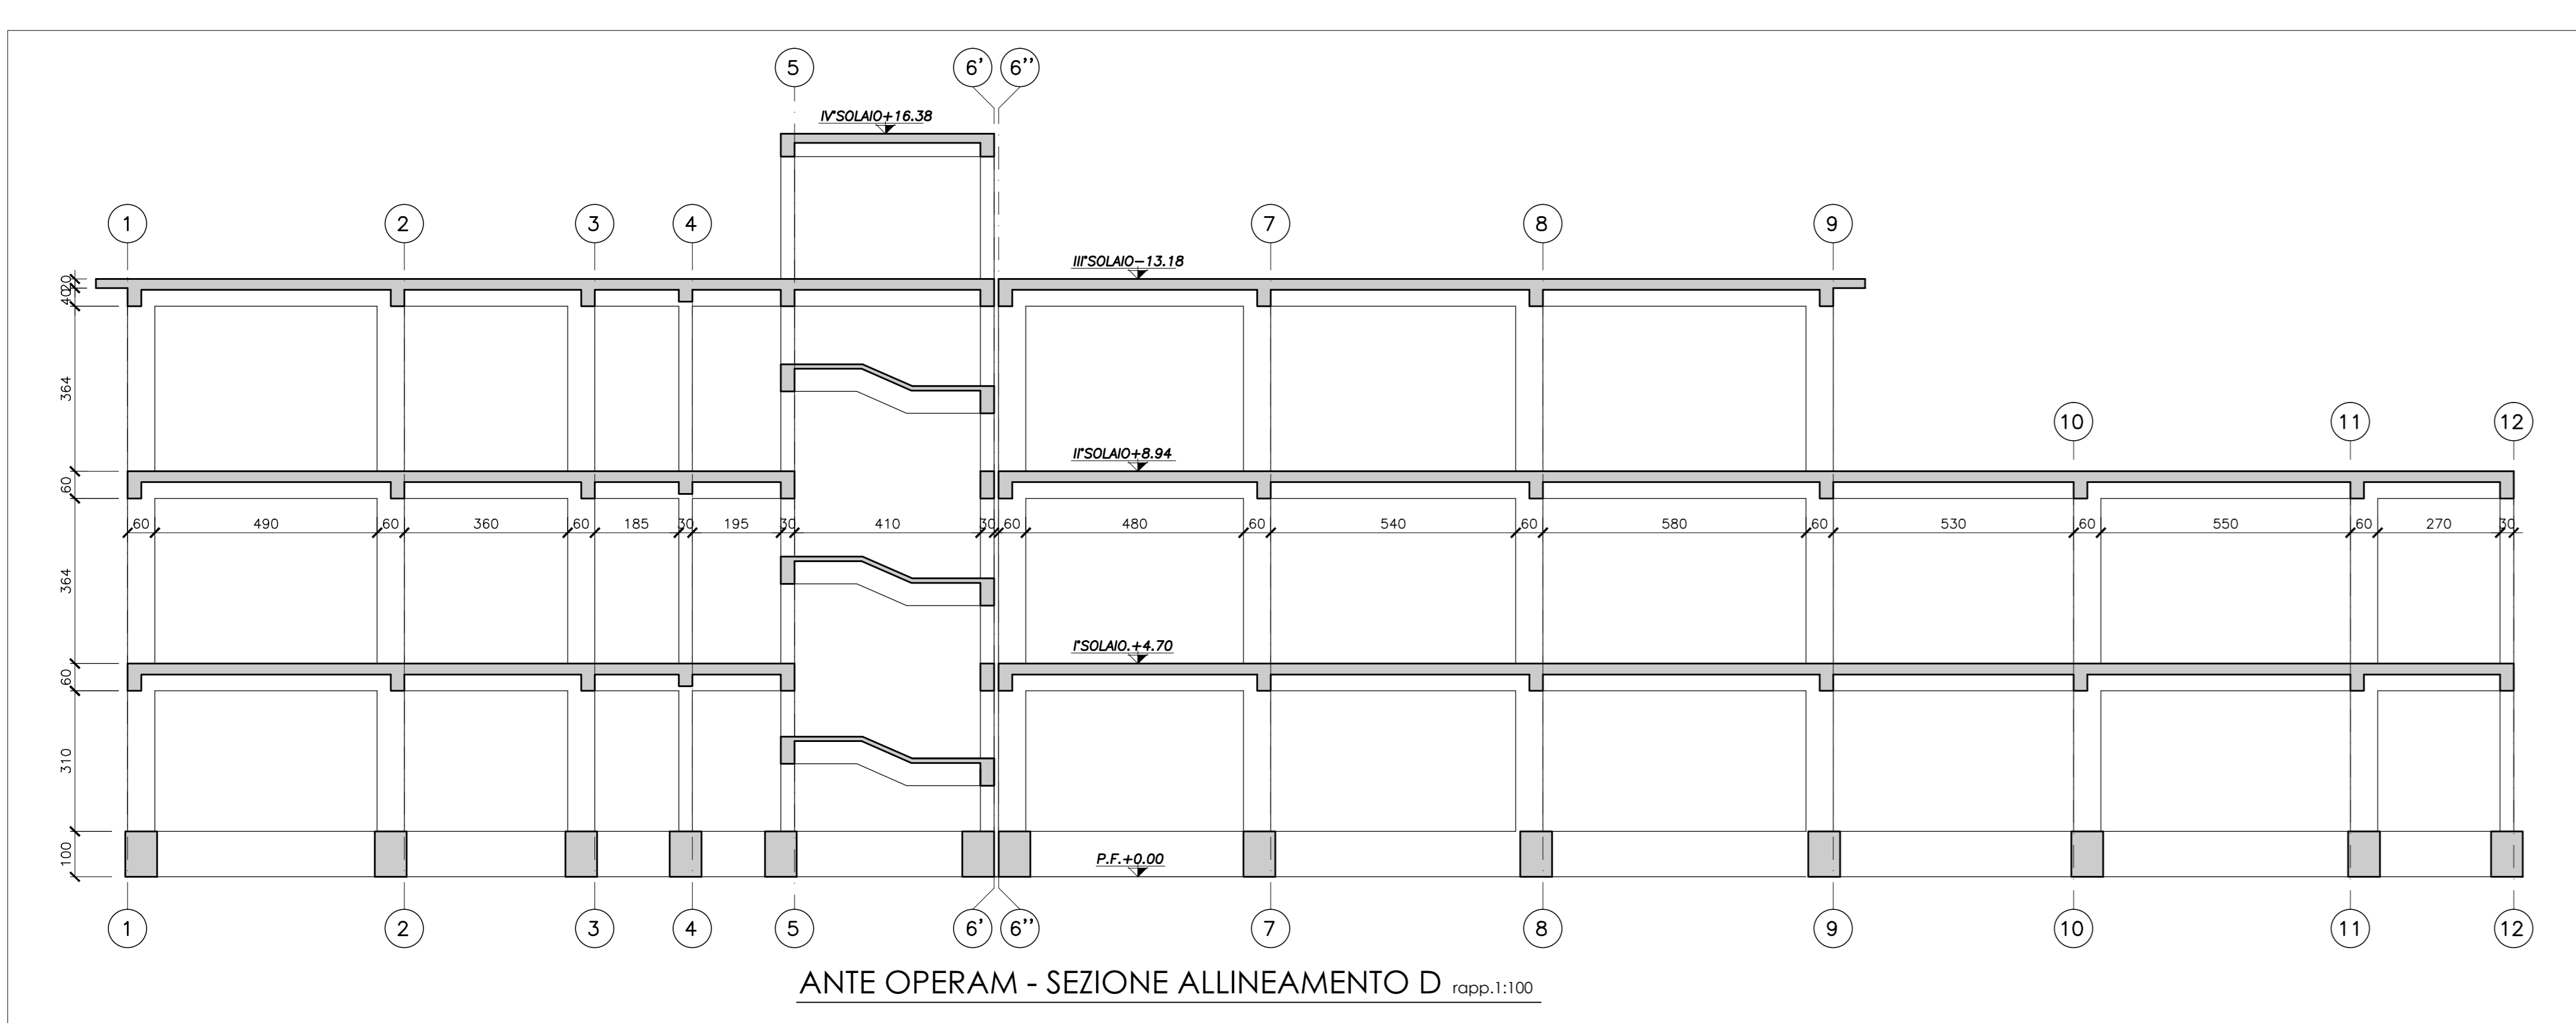 5 6' 6''
IV°SOLAIO+16.38
1 2 3 4 7 8 9
III°SOLAIO-13.18
20
40
364
10 11 12
II°SOLAIO+8.94
60
60 490 60 360 60 185 30 195 30 410 30 60 480 60 540 60 580 60 530 60 550 60 270 30
364
I°SOLAIO.+4.70
60
310
100
P.F.+0.00
1 2 3 4 5 6' 6'' 7 8 9 10 11 12
ANTE OPERAM - SEZIONE ALLINEAMENTO D rapp.1:100